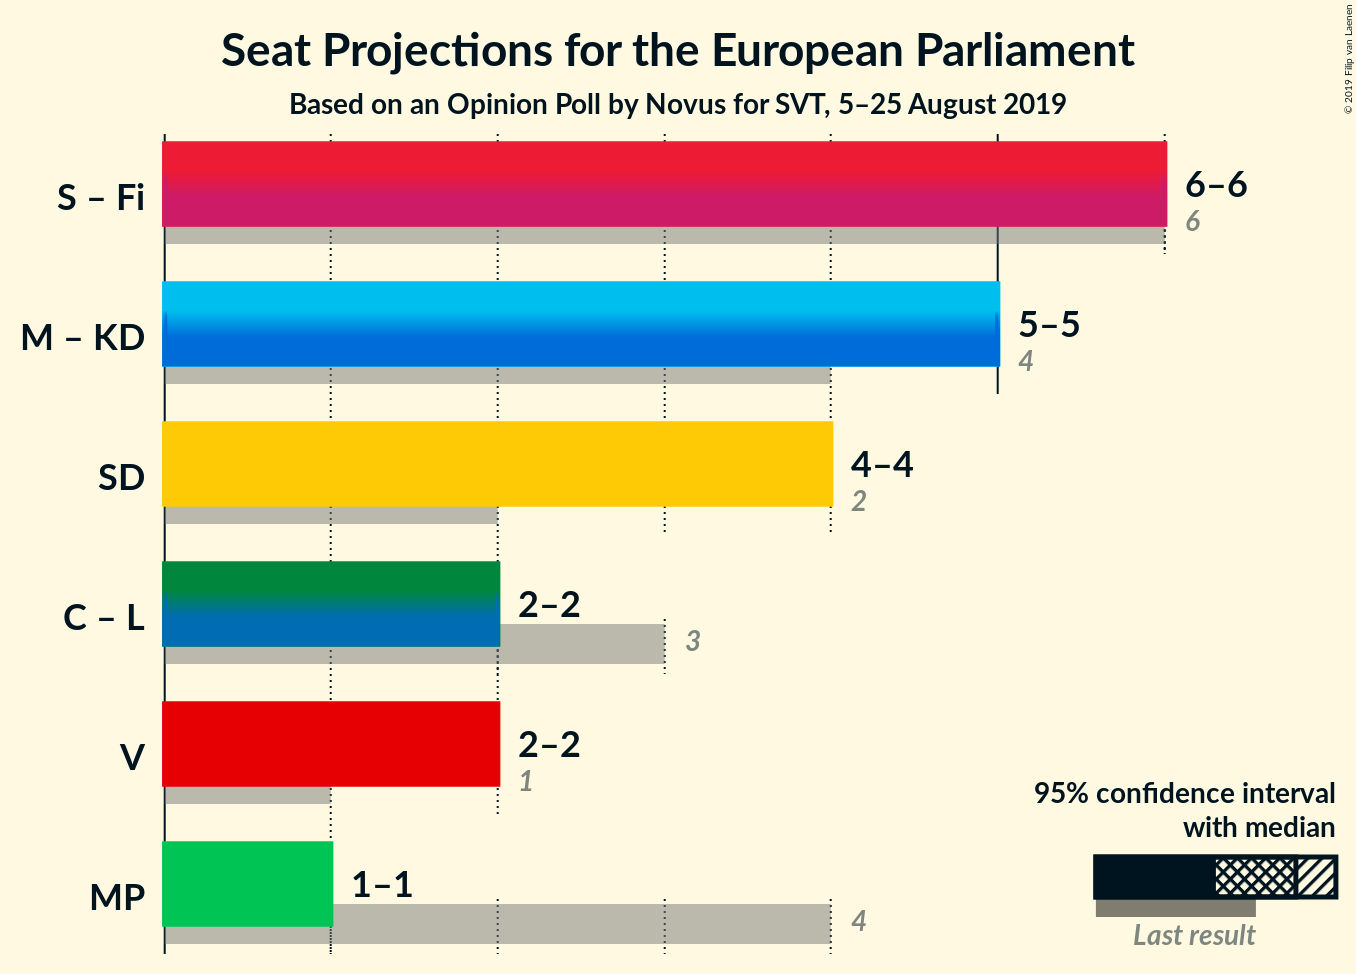 Seat Projections for the European Parliament
Based on an Opinion Poll by Novus for SVT, 5–25 August 2019
© 2019 Filip van Laenen
S – Fi
6–6
6
M – KD
5–5
4
SD
4–4
2
C – L
2–2
3
V
2–2
1
MP
1–1
4
95% confidence interval
with median
Last result